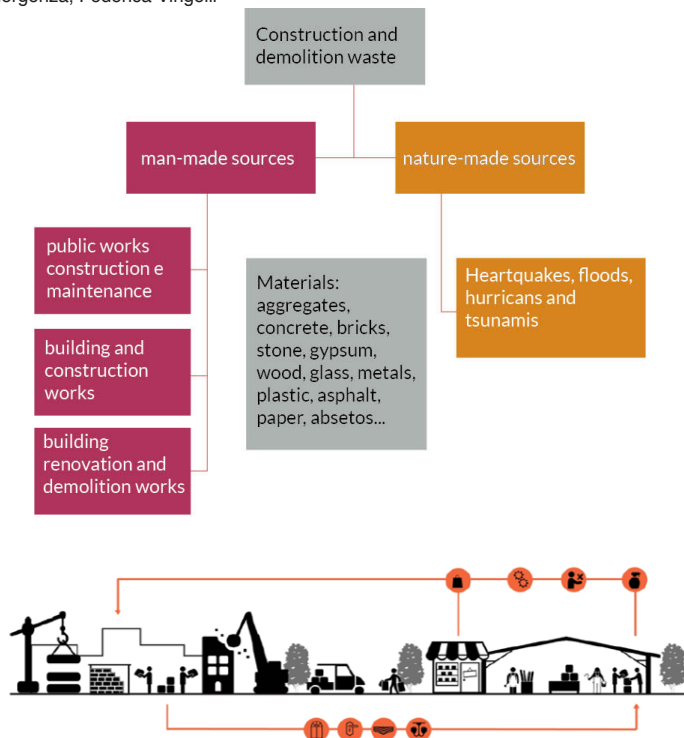 Construction and
demolition waste
man-made sources
nature-made sources
public works
construction e
maintenance
Materials:
aggregates,
concrete, bricks,
stone, gypsum,
wood, glass, metals,
plastic, asphalt,
paper, absetos...
Heartquakes, floods,
hurricans and
tsunamis
building and
construction
works
building
renovation and
demolition works